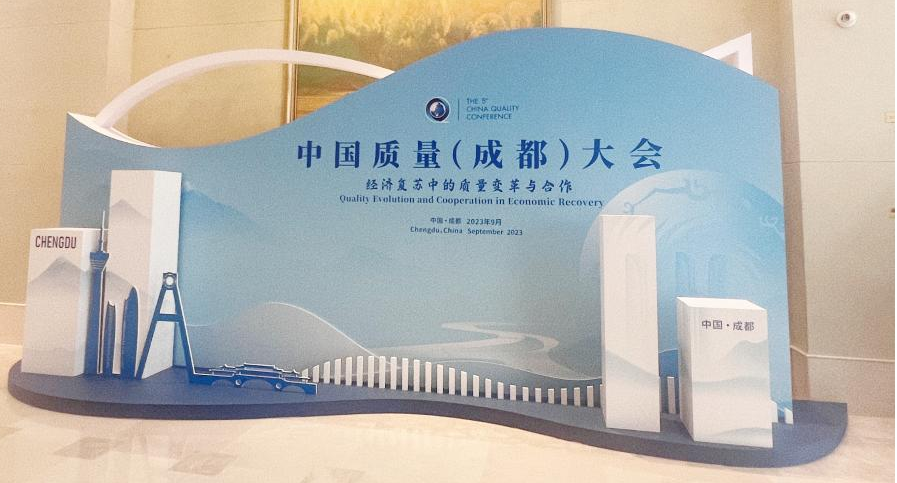 THE 5th
CHINA QUALITY
CONFERENCE
中国质量(成都)大会
经济复苏中的质量变革与合作
Quality Evolution and Cooperation in Economic Recovery
中国·成都 2023年9月
Chengdu,China September 2023
CHENGDU
中国·成都